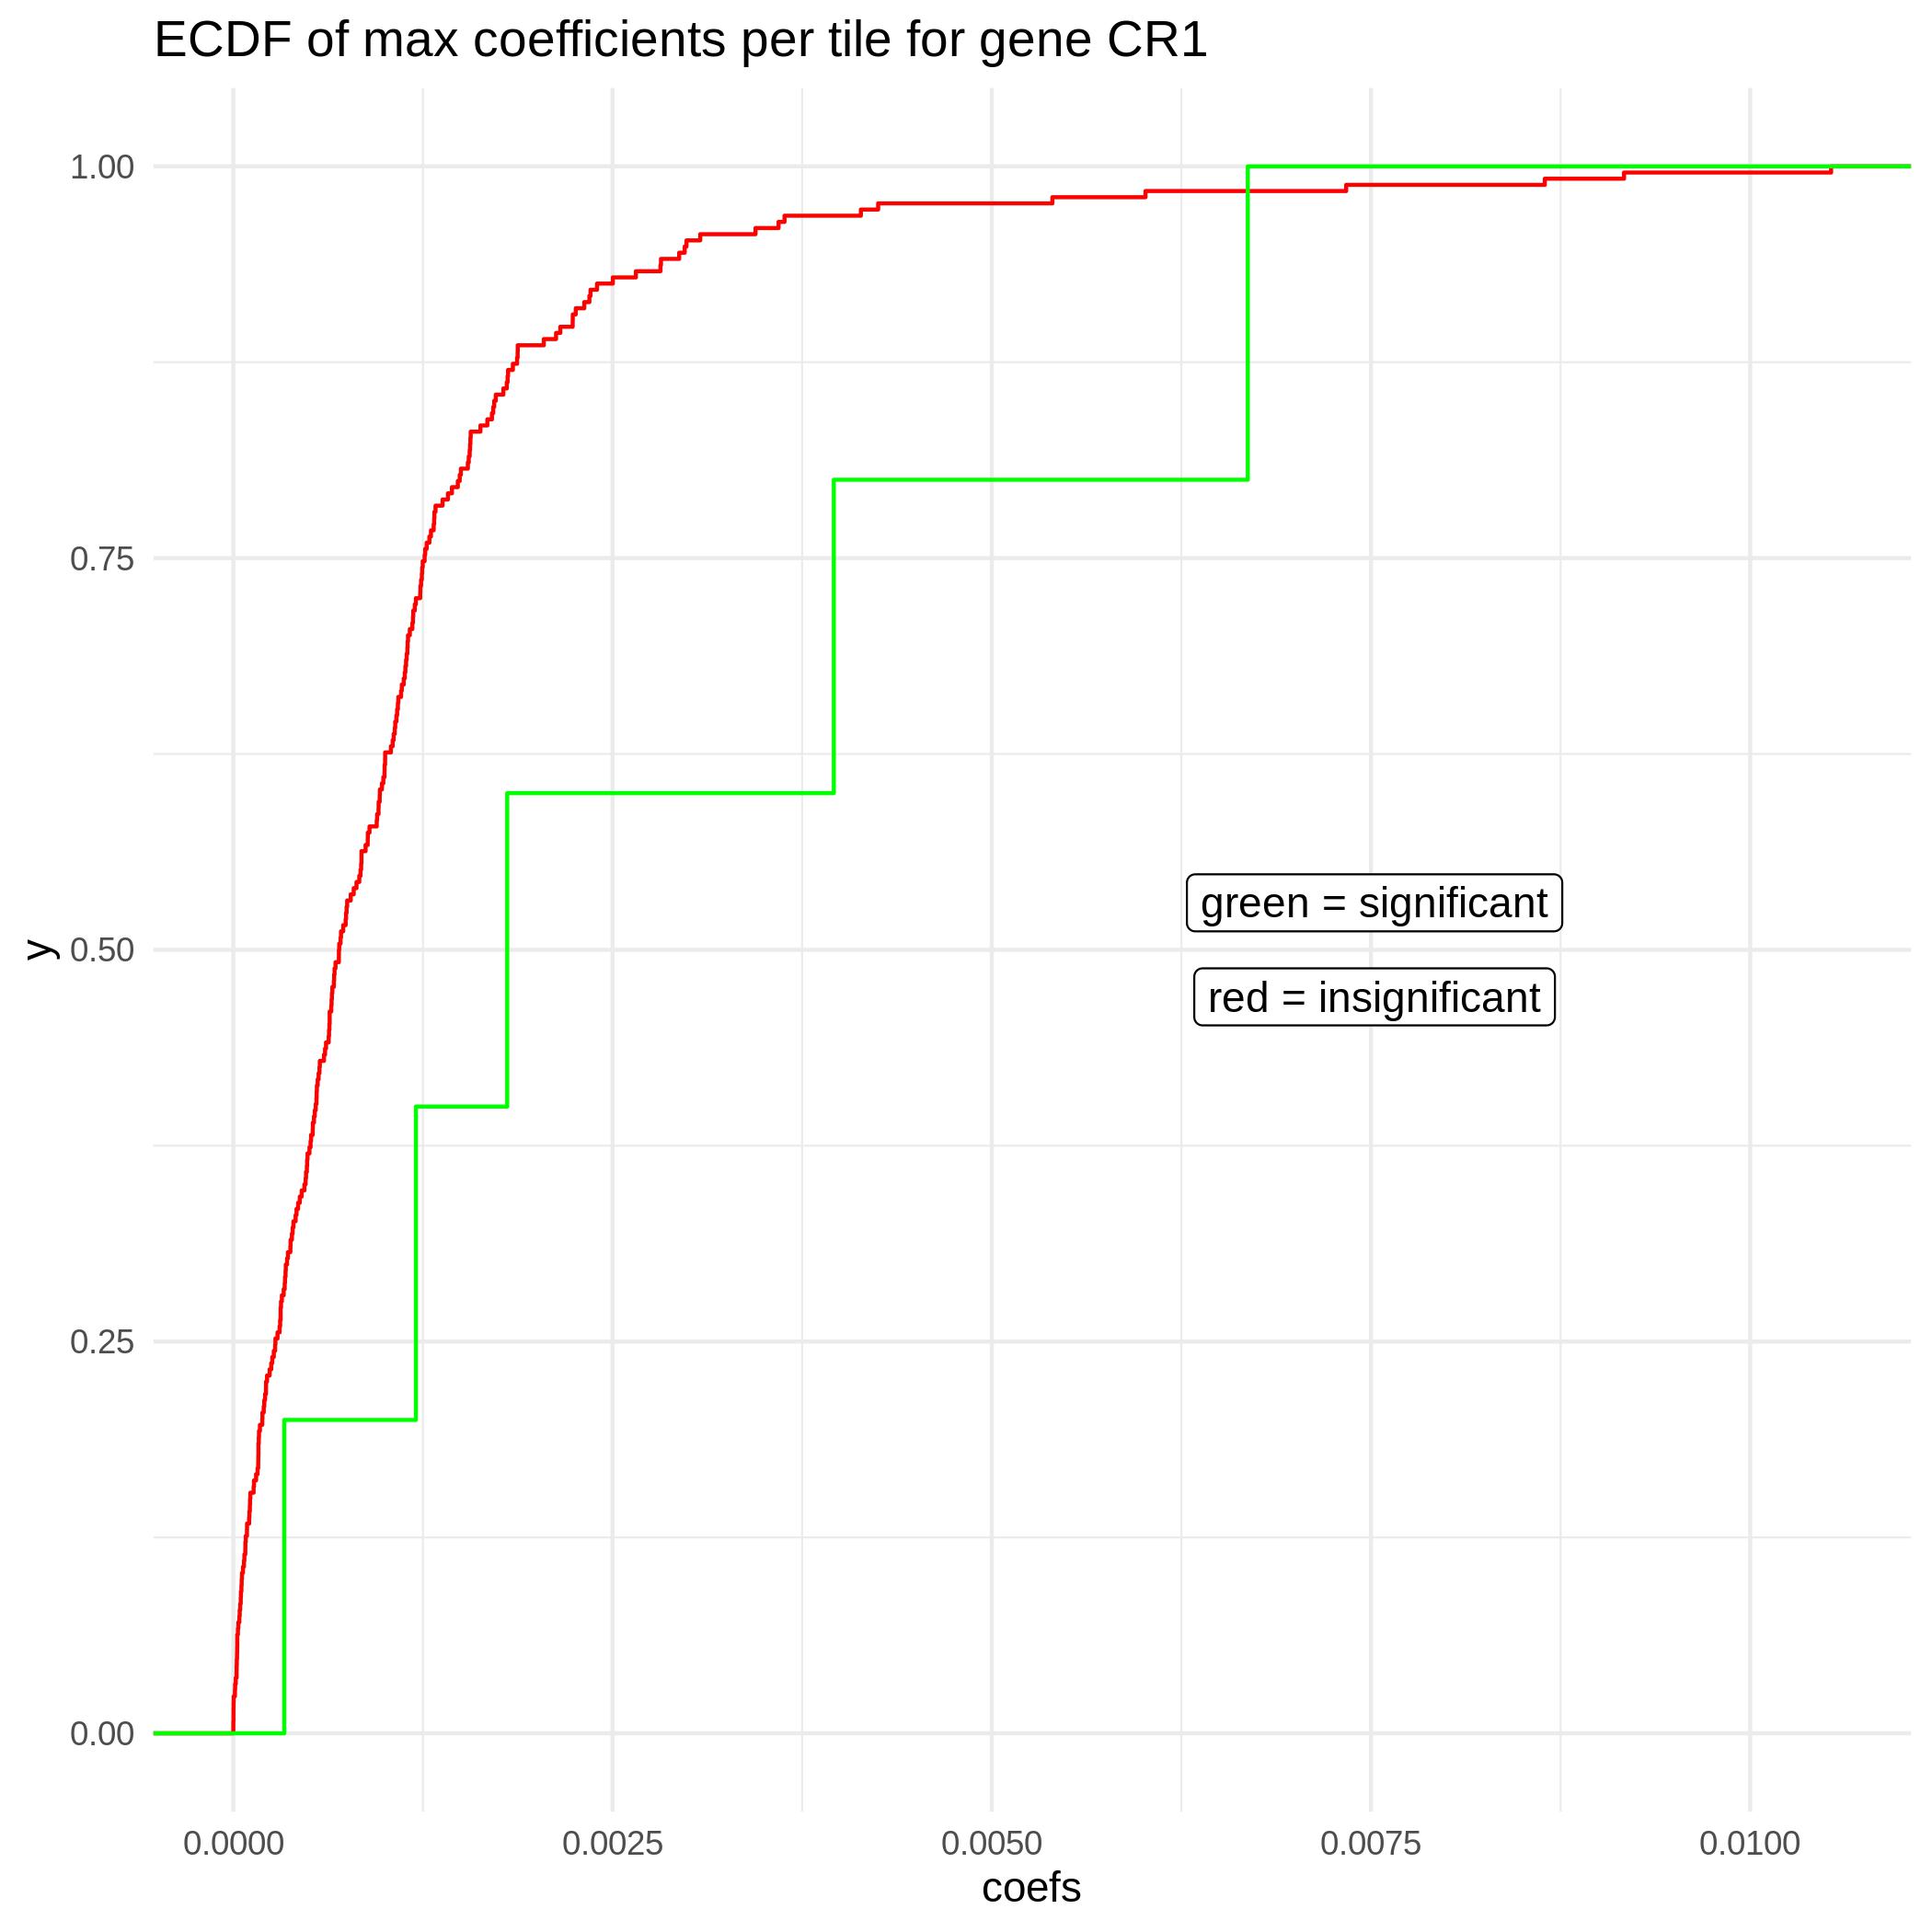 ECDF of max coefficients per tile for gene CR1
1.00
0.75
0.50
0.25
0.00
y
green = significant
red = insignificant
0.0000 0.0025 0.0050 0.0075 0.0100
coefs